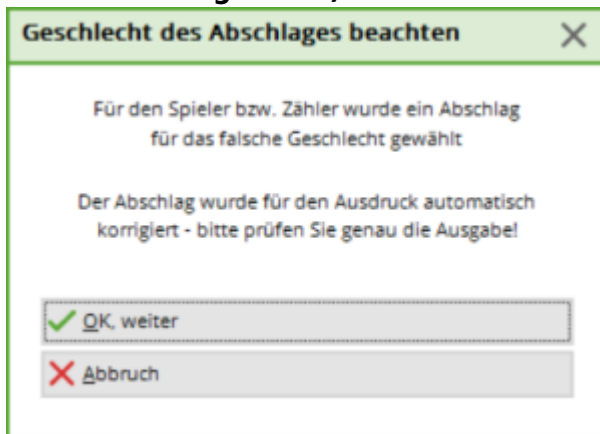 Geschlecht des Abschlages beachten
Für den Spieler bzw. Zähler wurde ein Abschlag
für das falsche Geschlecht gewählt
Der Abschlag wurde für den Ausdruck automatisch
korrigiert - bitte prüfen Sie genau die Ausgabe!
OK, weiter
Abbruch